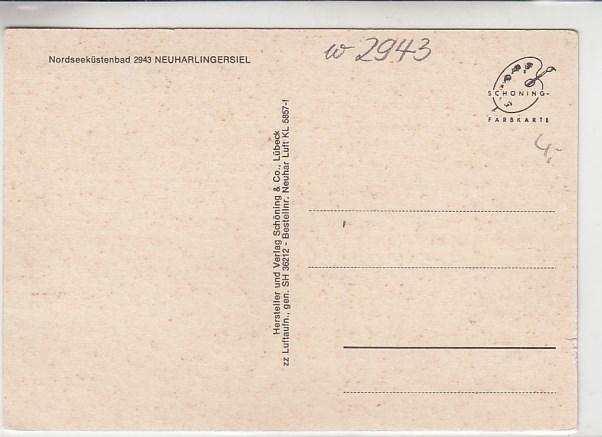 Nordseeküstenbad 2943 NEUHARLINGERSIEL
w 2943
SCHÖNING-
FARBKARTE
4,-
Hersteller und Verlag Schöning & Co., Lübeck
zz Luftaufn., gen. SH 36212 - Bestellnr. Neuhar Luft KL 5857-1